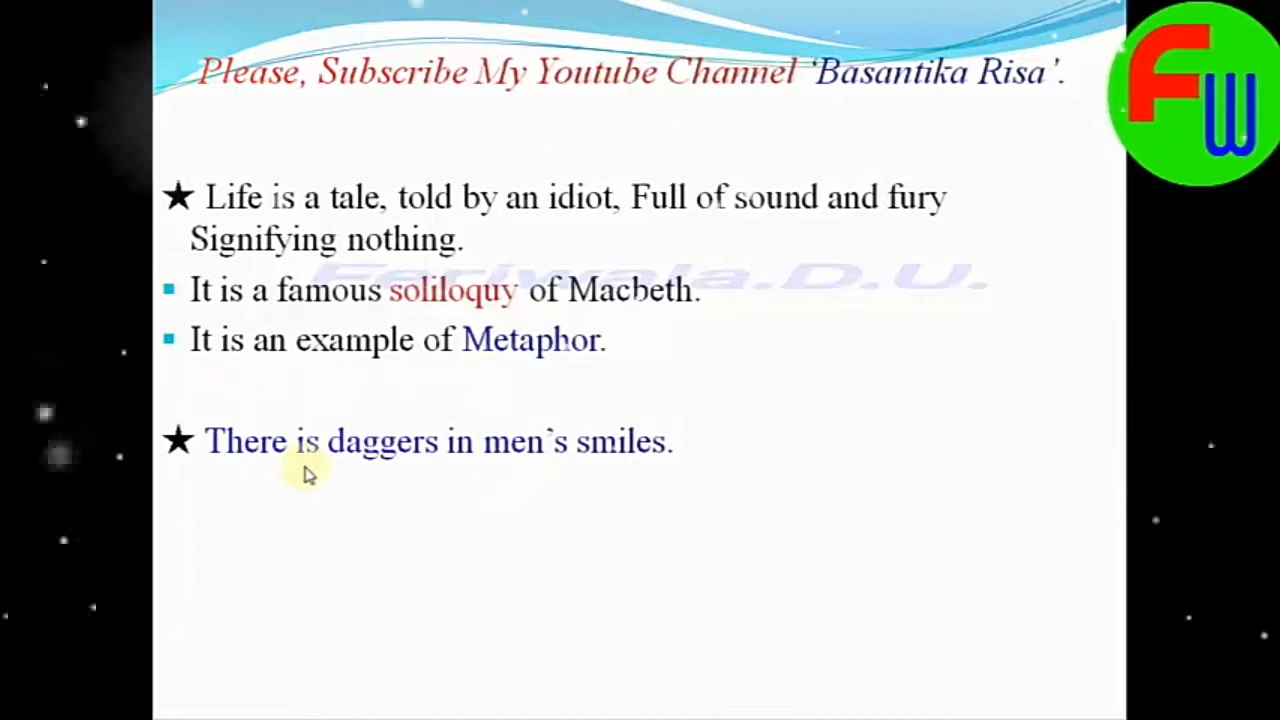 Please, Subscribe My Youtube Channel ‘Basantika Risa’.
FW
★ Life is a tale, told by an idiot, Full of sound and fury
Signifying nothing.
Feriwala.D.U.
▪ It is a famous soliloquy of Macbeth.
▪ It is an example of Metaphor.
★ There is daggers in men’s smiles.